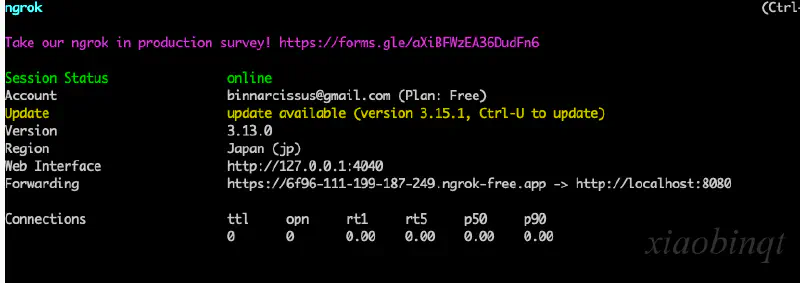 ngrok (Ctrl-
Take our ngrok in production survey! https://forms.gle/aXiBFWzEA36DudFn6
Session Status online
Account binnarcissus@gmail.com (Plan: Free)
Update update available (version 3.15.1, Ctrl-U to update)
Version 3.13.0
Region Japan (jp)
Web Interface http://127.0.0.1:4040
Forwarding https://6f96-111-199-187-249.ngrok-free.app -> http://localhost:8080
Connections ttl opn rt1 rt5 p50 p90
0 0 0.00 0.00 0.00 0.00
xiaobinqt